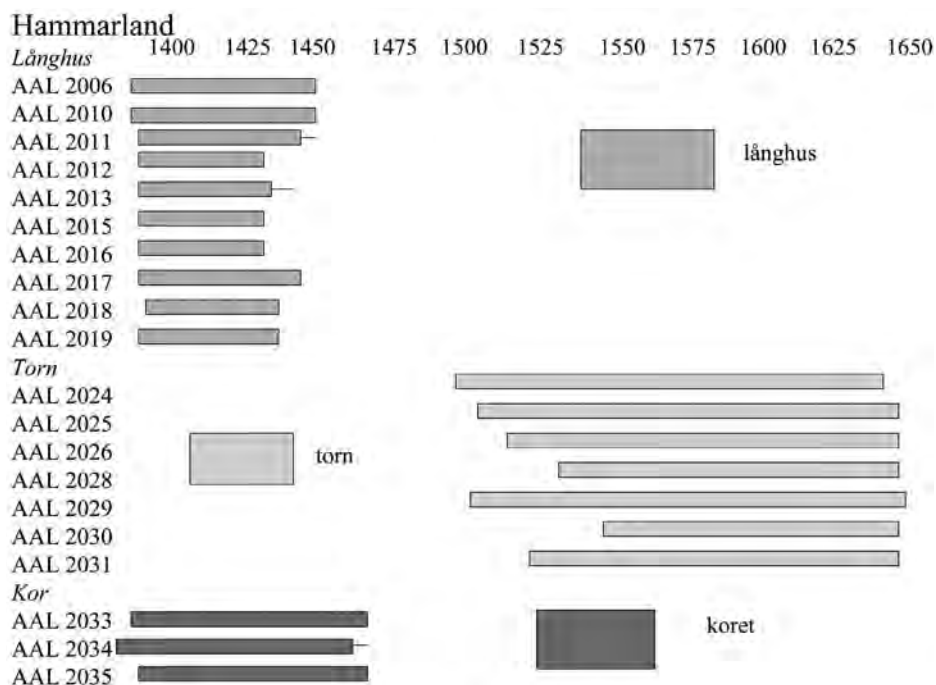 Hammarland
1400 1425 1450 1475 1500 1525 1550 1575 1600 1625 1650
Långhus
AAL 2006
AAL 2010
AAL 2011
AAL 2012
AAL 2013
AAL 2015
AAL 2016
AAL 2017
AAL 2018
AAL 2019
långhus
Torn
AAL 2024
AAL 2025
AAL 2026
AAL 2028
AAL 2029
AAL 2030
AAL 2031
torn
Kor
AAL 2033
AAL 2034
AAL 2035
koret